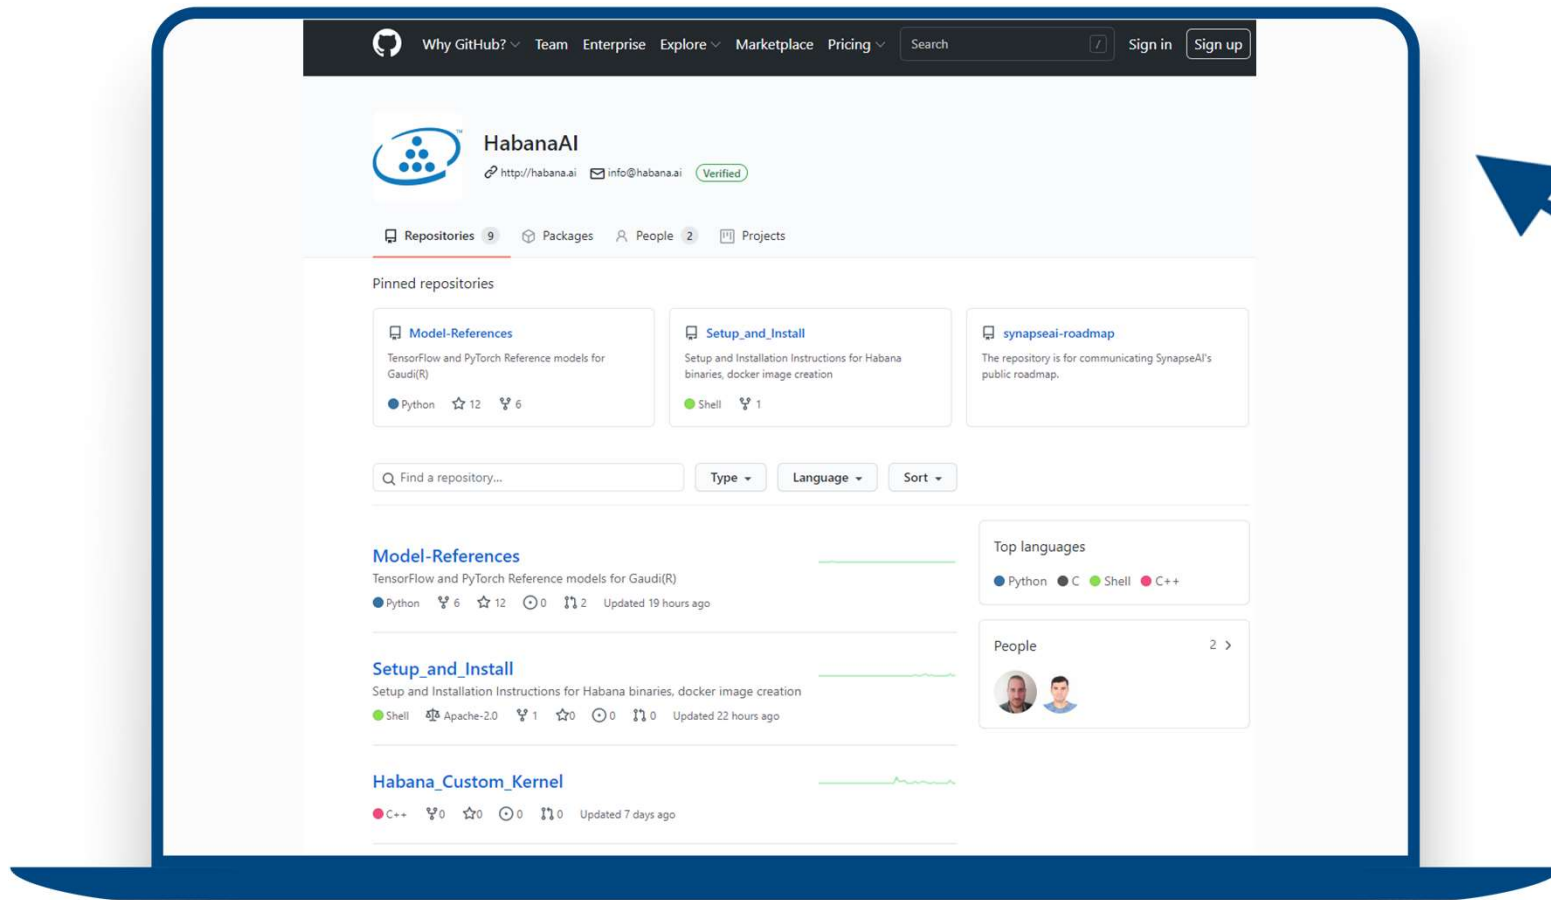 Why GitHub? Team Enterprise Explore Marketplace Pricing Search / Sign in Sign up
HabanaAI
http://habana.ai info@habana.ai Verified
Repositories 9 Packages People 2 Projects
Pinned repositories
Model-References
TensorFlow and PyTorch Reference models for
Gaudi(R)
Python 12 6
Setup_and_Install
Setup and Installation Instructions for Habana
binaries, docker image creation
Shell 1
synapseai-roadmap
The repository is for communicating SynapseAI's
public roadmap.
Find a repository... Type Language Sort
Model-References
TensorFlow and PyTorch Reference models for Gaudi(R)
Python 6 12 0 2 Updated 19 hours ago
Setup_and_Install
Setup and Installation Instructions for Habana binaries, docker image creation
Shell Apache-2.0 1 0 0 0 Updated 22 hours ago
Habana_Custom_Kernel
C++ 0 0 0 0 Updated 7 days ago
Top languages
Python C Shell C++
People 2
TM